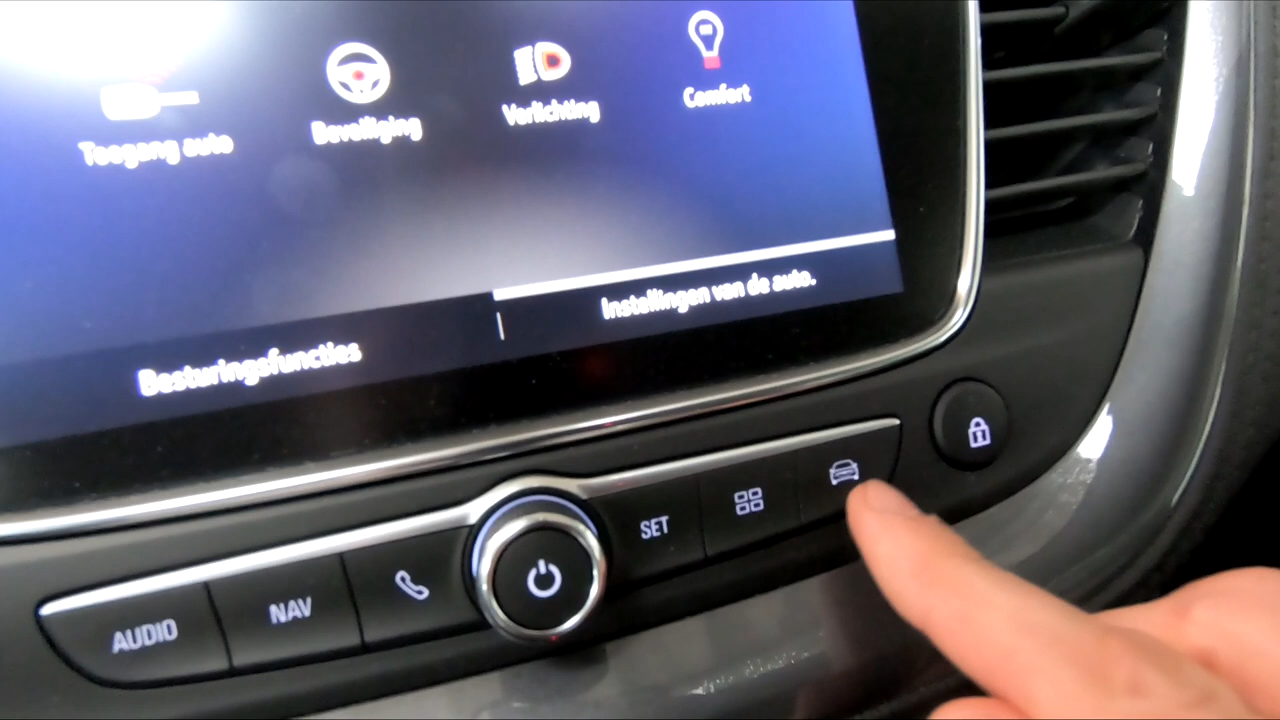 Toegang auto
Beveiliging
Verlichting
Comfort
Besturingsfuncties
Instellingen van de auto.
AUDIO
NAV
SET